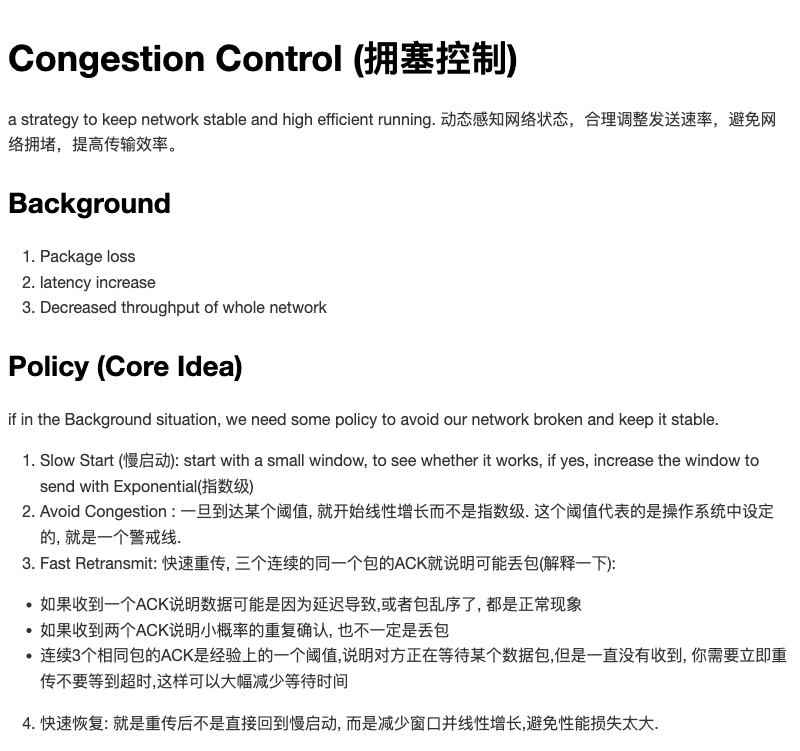 Congestion Control (拥塞控制)
a strategy to keep network stable and high efficient running. 动态感知网络状态，合理调整发送速率，避免网
络拥堵，提高传输效率。
Background
1. Package loss
2. latency increase
3. Decreased throughput of whole network
Policy (Core Idea)
if in the Background situation, we need some policy to avoid our network broken and keep it stable.
1. Slow Start (慢启动): start with a small window, to see whether it works, if yes, increase the window to
send with Exponential(指数级)
2. Avoid Congestion : 一旦到达某个阈值, 就开始线性增长而不是指数级. 这个阈值代表的是操作系统中设定
的, 就是一个警戒线.
3. Fast Retransmit: 快速重传, 三个连续的同一个包的ACK就说明可能丢包(解释一下):
• 如果收到一个ACK说明数据可能是因为延迟导致,或者包乱序了, 都是正常现象
• 如果收到两个ACK说明小概率的重复确认, 也不一定是丢包
• 连续3个相同包的ACK是经验上的一个阈值,说明对方正在等待某个数据包,但是一直没有收到, 你需要立即重
传不要等到超时,这样可以大幅减少等待时间
4. 快速恢复: 就是重传后不是直接回到慢启动, 而是减少窗口并线性增长,避免性能损失太大.